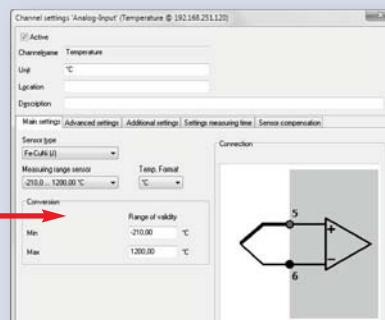 Channel settings 'Analog-Input' (Temperature @ 192.168.251.120)
Active
Channelname Temperature
Unit °C
Location
Description
Main settings Advanced settings Additional settings Settings measuring time Sensor compensation
Sensor type
Fe-CuNi (J)
Measuring range sensor Temp. Format
-210,0 ... 1200,00 °C °C
Conversion
Range of validity
Min -210,00 °C
Max 1200,00 °C
Connection
5
+
−
6